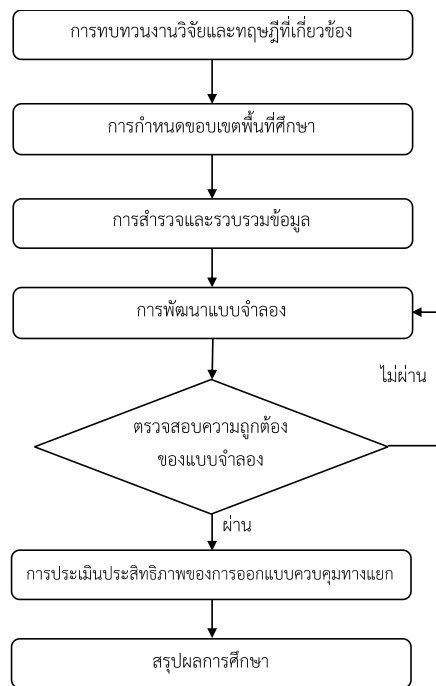 การทบทวนงานวิจัยและทฤษฎีที่เกี่ยวข้อง
การกำหนดขอบเขตพื้นที่ศึกษา
การสำรวจและรวบรวมข้อมูล
การพัฒนาแบบจำลอง
ไม่ผ่าน
ตรวจสอบความถูกต้อง
ของแบบจำลอง
ผ่าน
การประเมินประสิทธิภาพของการออกแบบควบคุมทางแยก
สรุปผลการศึกษา